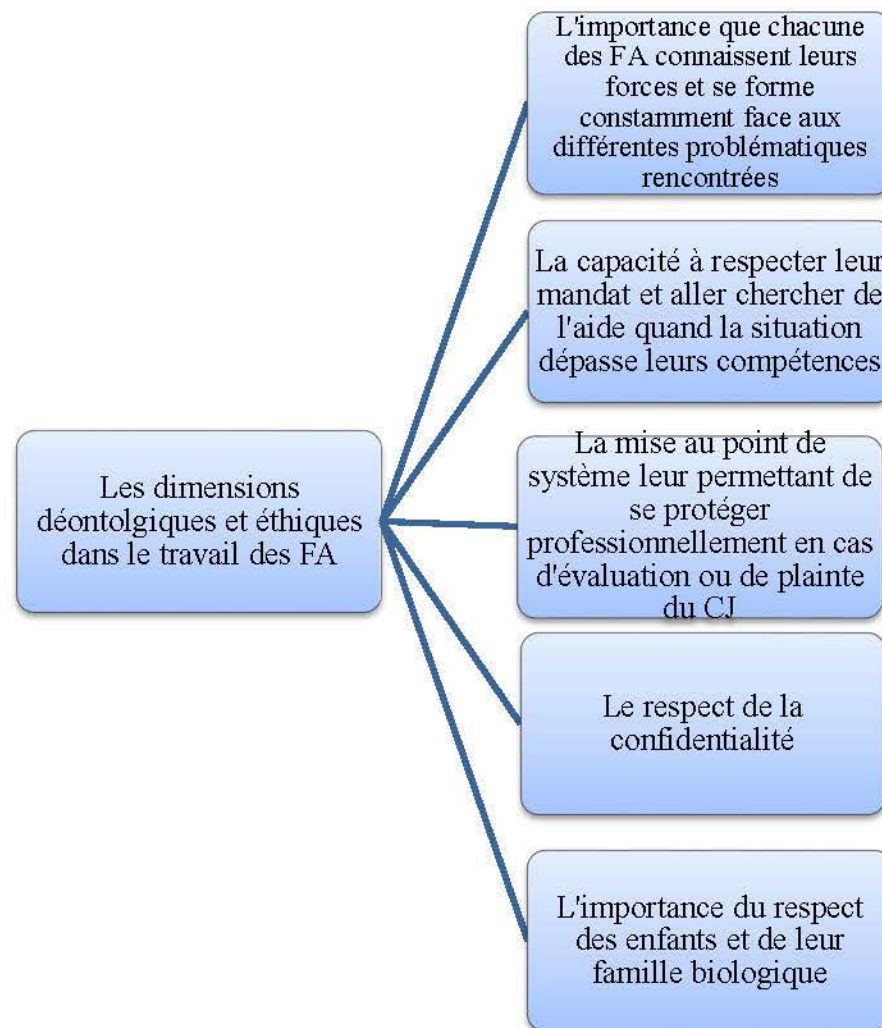 L'importance que chacune
des FA connaissent leurs
forces et se forme
constamment face aux
différentes problématiques
rencontrées
La capacité à respecter leur
mandat et aller chercher de
l'aide quand la situation
dépasse leurs compétences
Les dimensions
déontolgiques et éthiques
dans le travail des FA
La mise au point de
système leur permettant de
se protéger
professionnellement en cas
d'évaluation ou de plainte
du CJ
Le respect de la
confidentialité
L'importance du respect
des enfants et de leur
famille biologique